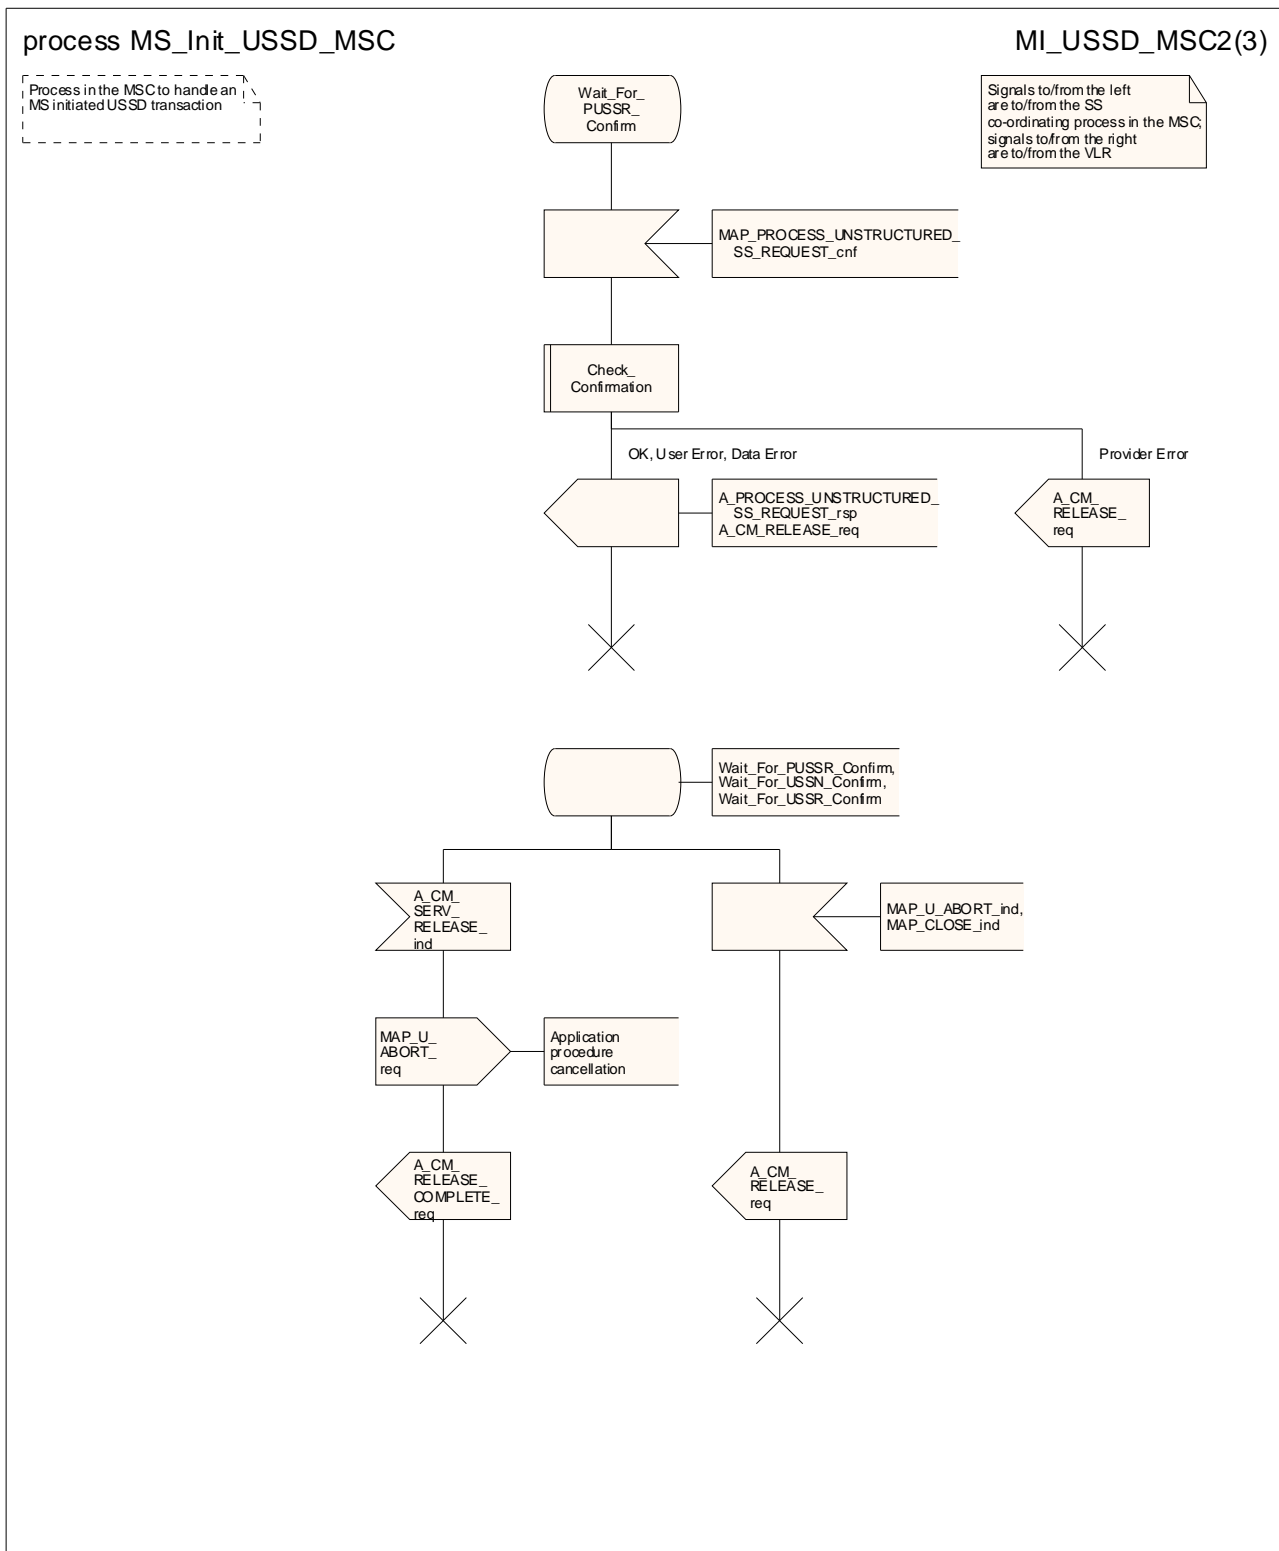 process MS_Init_USSD_MSC
MI_USSD_MSC2(3)
Process in the MSC to handle an
MS initiated USSD transaction
Wait_For_
PUSSR_
Confirm
Signals to/from the left
are to/from the SS
co-ordinating process in the MSC;
signals to/from the right
are to/from the VLR
MAP_PROCESS_UNSTRUCTURED_
SS_REQUEST_cnf
Check_
Confirmation
OK, User Error, Data Error
Provider Error
A_PROCESS_UNSTRUCTURED_
SS_REQUEST_rsp
A_CM_RELEASE_req
A_CM_
RELEASE_
req
Wait_For_PUSSR_Confirm,
Wait_For_USSN_Confirm,
Wait_For_USSR_Confirm
A_CM_
SERV_
RELEASE_
ind
MAP_U_ABORT_ind,
MAP_CLOSE_ind
MAP_U_
ABORT_
req
Application
procedure
cancellation
A_CM_
RELEASE_
COMPLETE_
req
A_CM_
RELEASE_
req